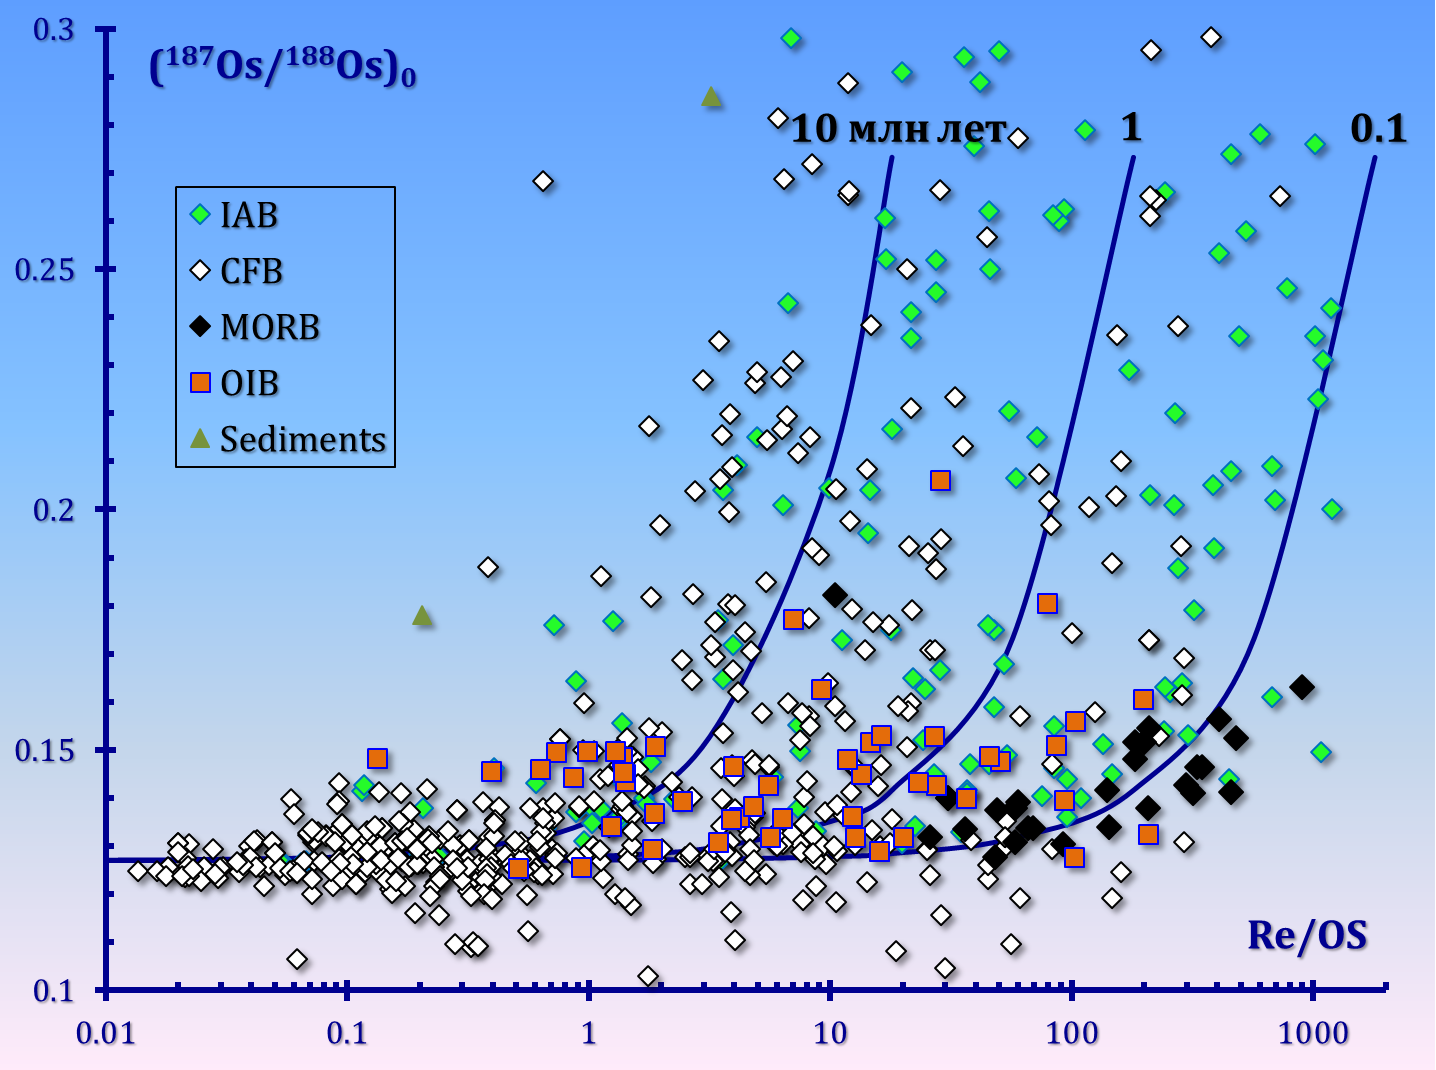 0.3
(¹⁸⁷Os/¹⁸⁸Os)₀
10 млн лет 1 0.1
IAB
CFB
MORB
OIB
Sediments
0.25
0.2
0.15
0.1
Re/OS
0.01 0.1 1 10 100 1000